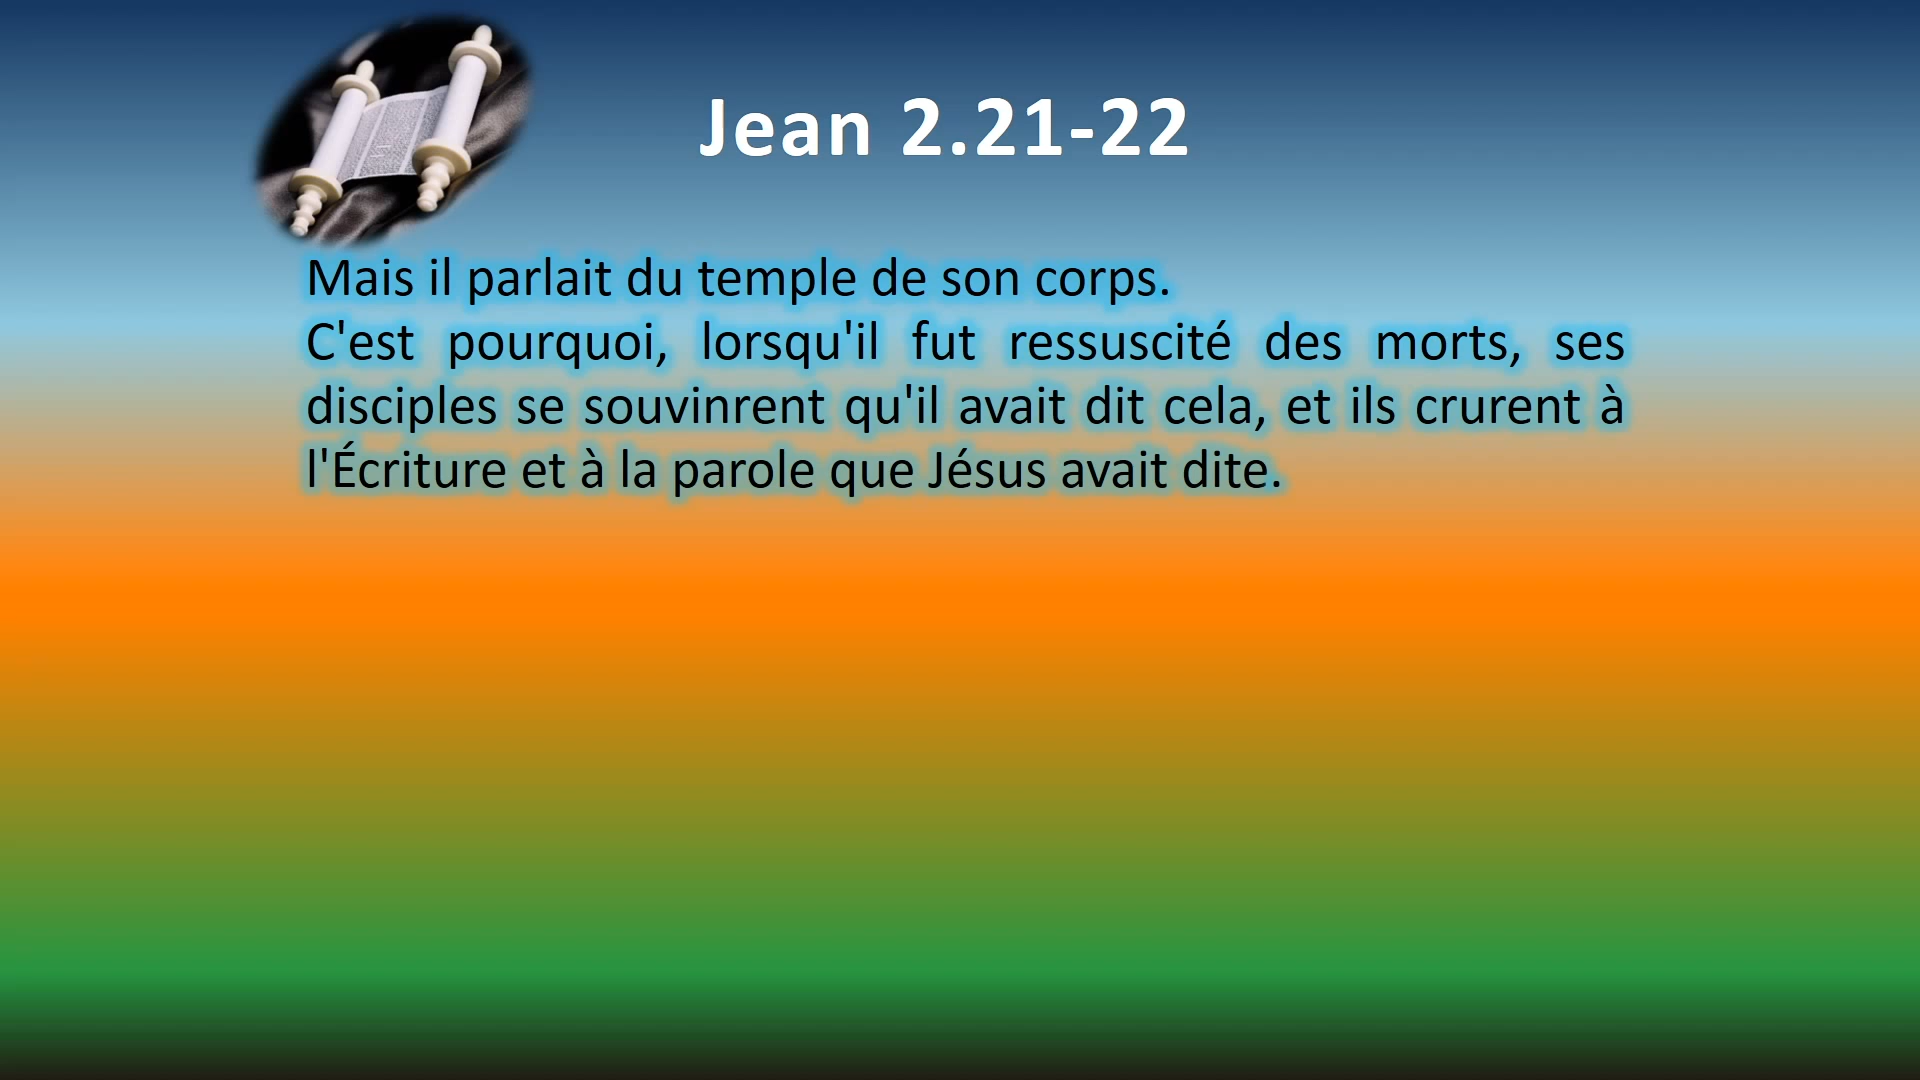 Jean 2.21-22
Mais il parlait du temple de son corps.
C'est pourquoi, lorsqu'il fut ressuscité des morts, ses
disciples se souvinrent qu'il avait dit cela, et ils crurent à
l'Écriture et à la parole que Jésus avait dite.